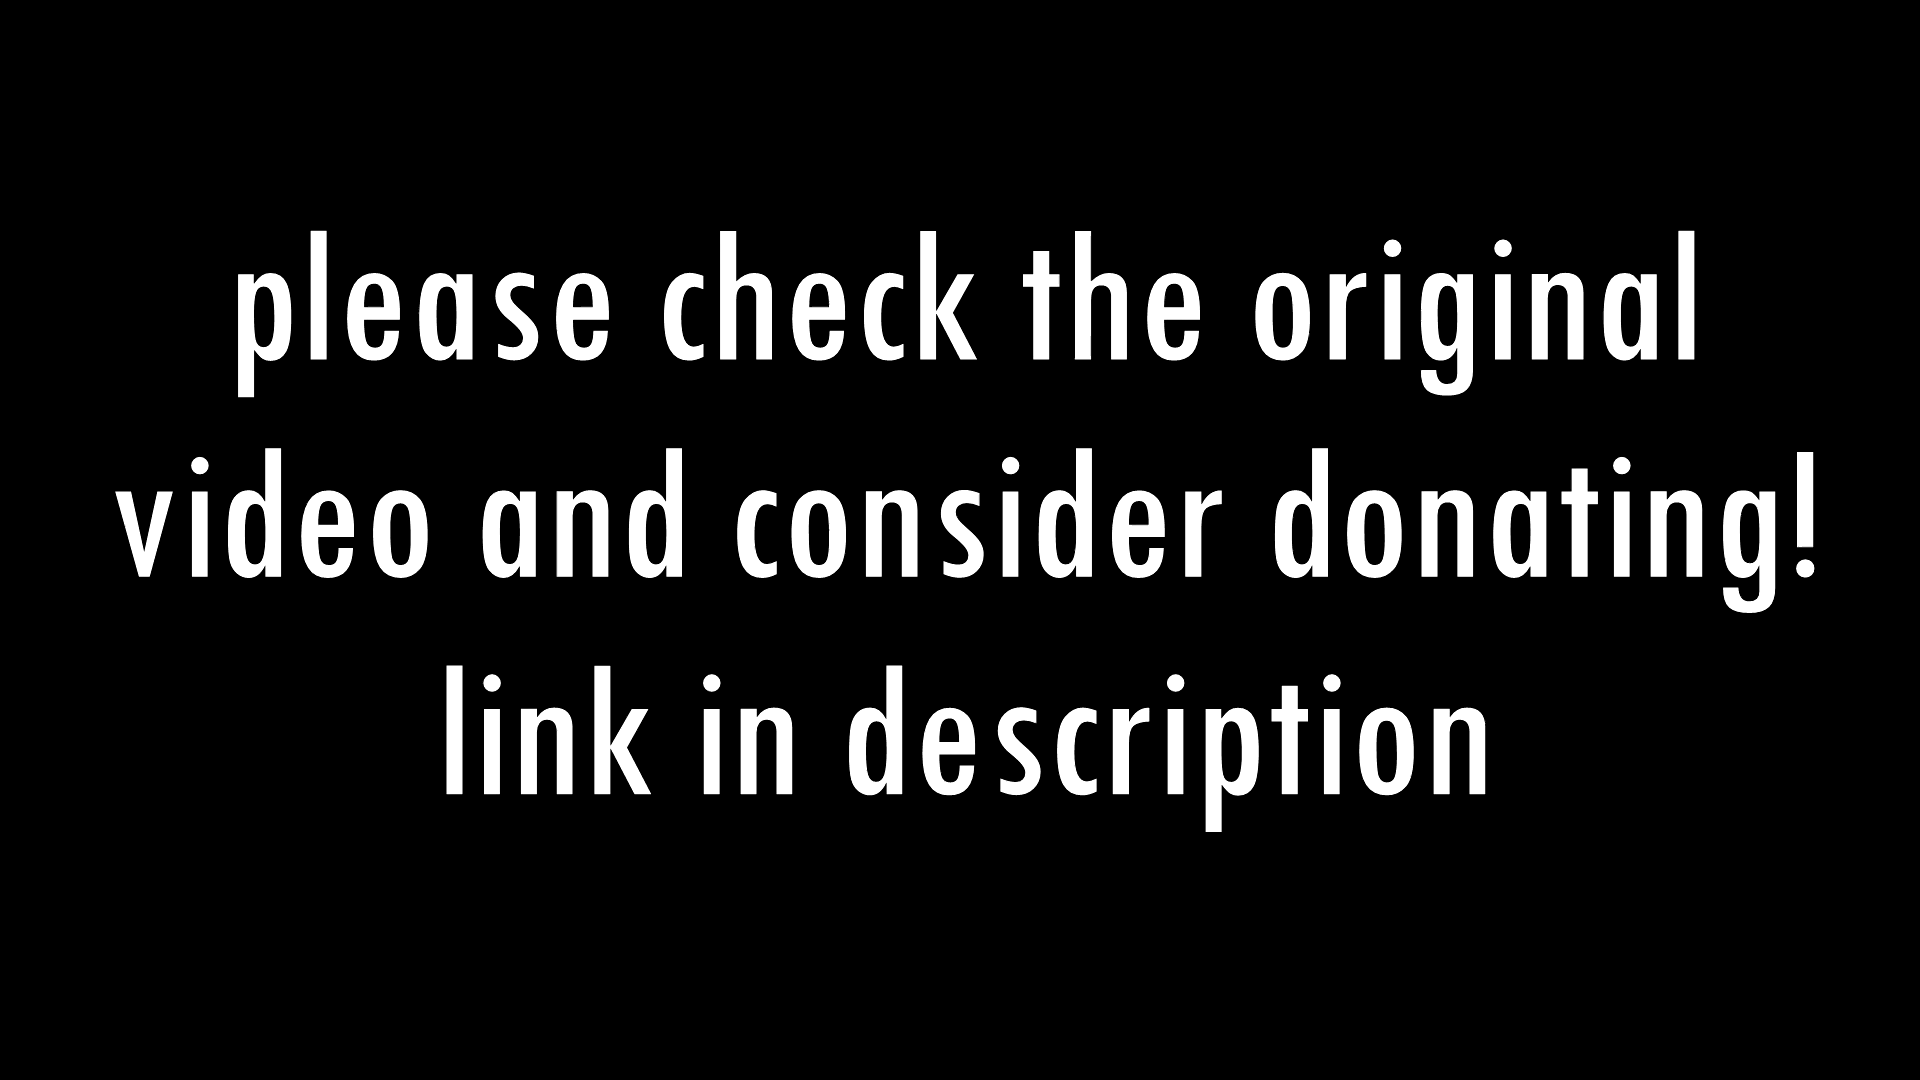 please check the original
video and consider donating!
link in description